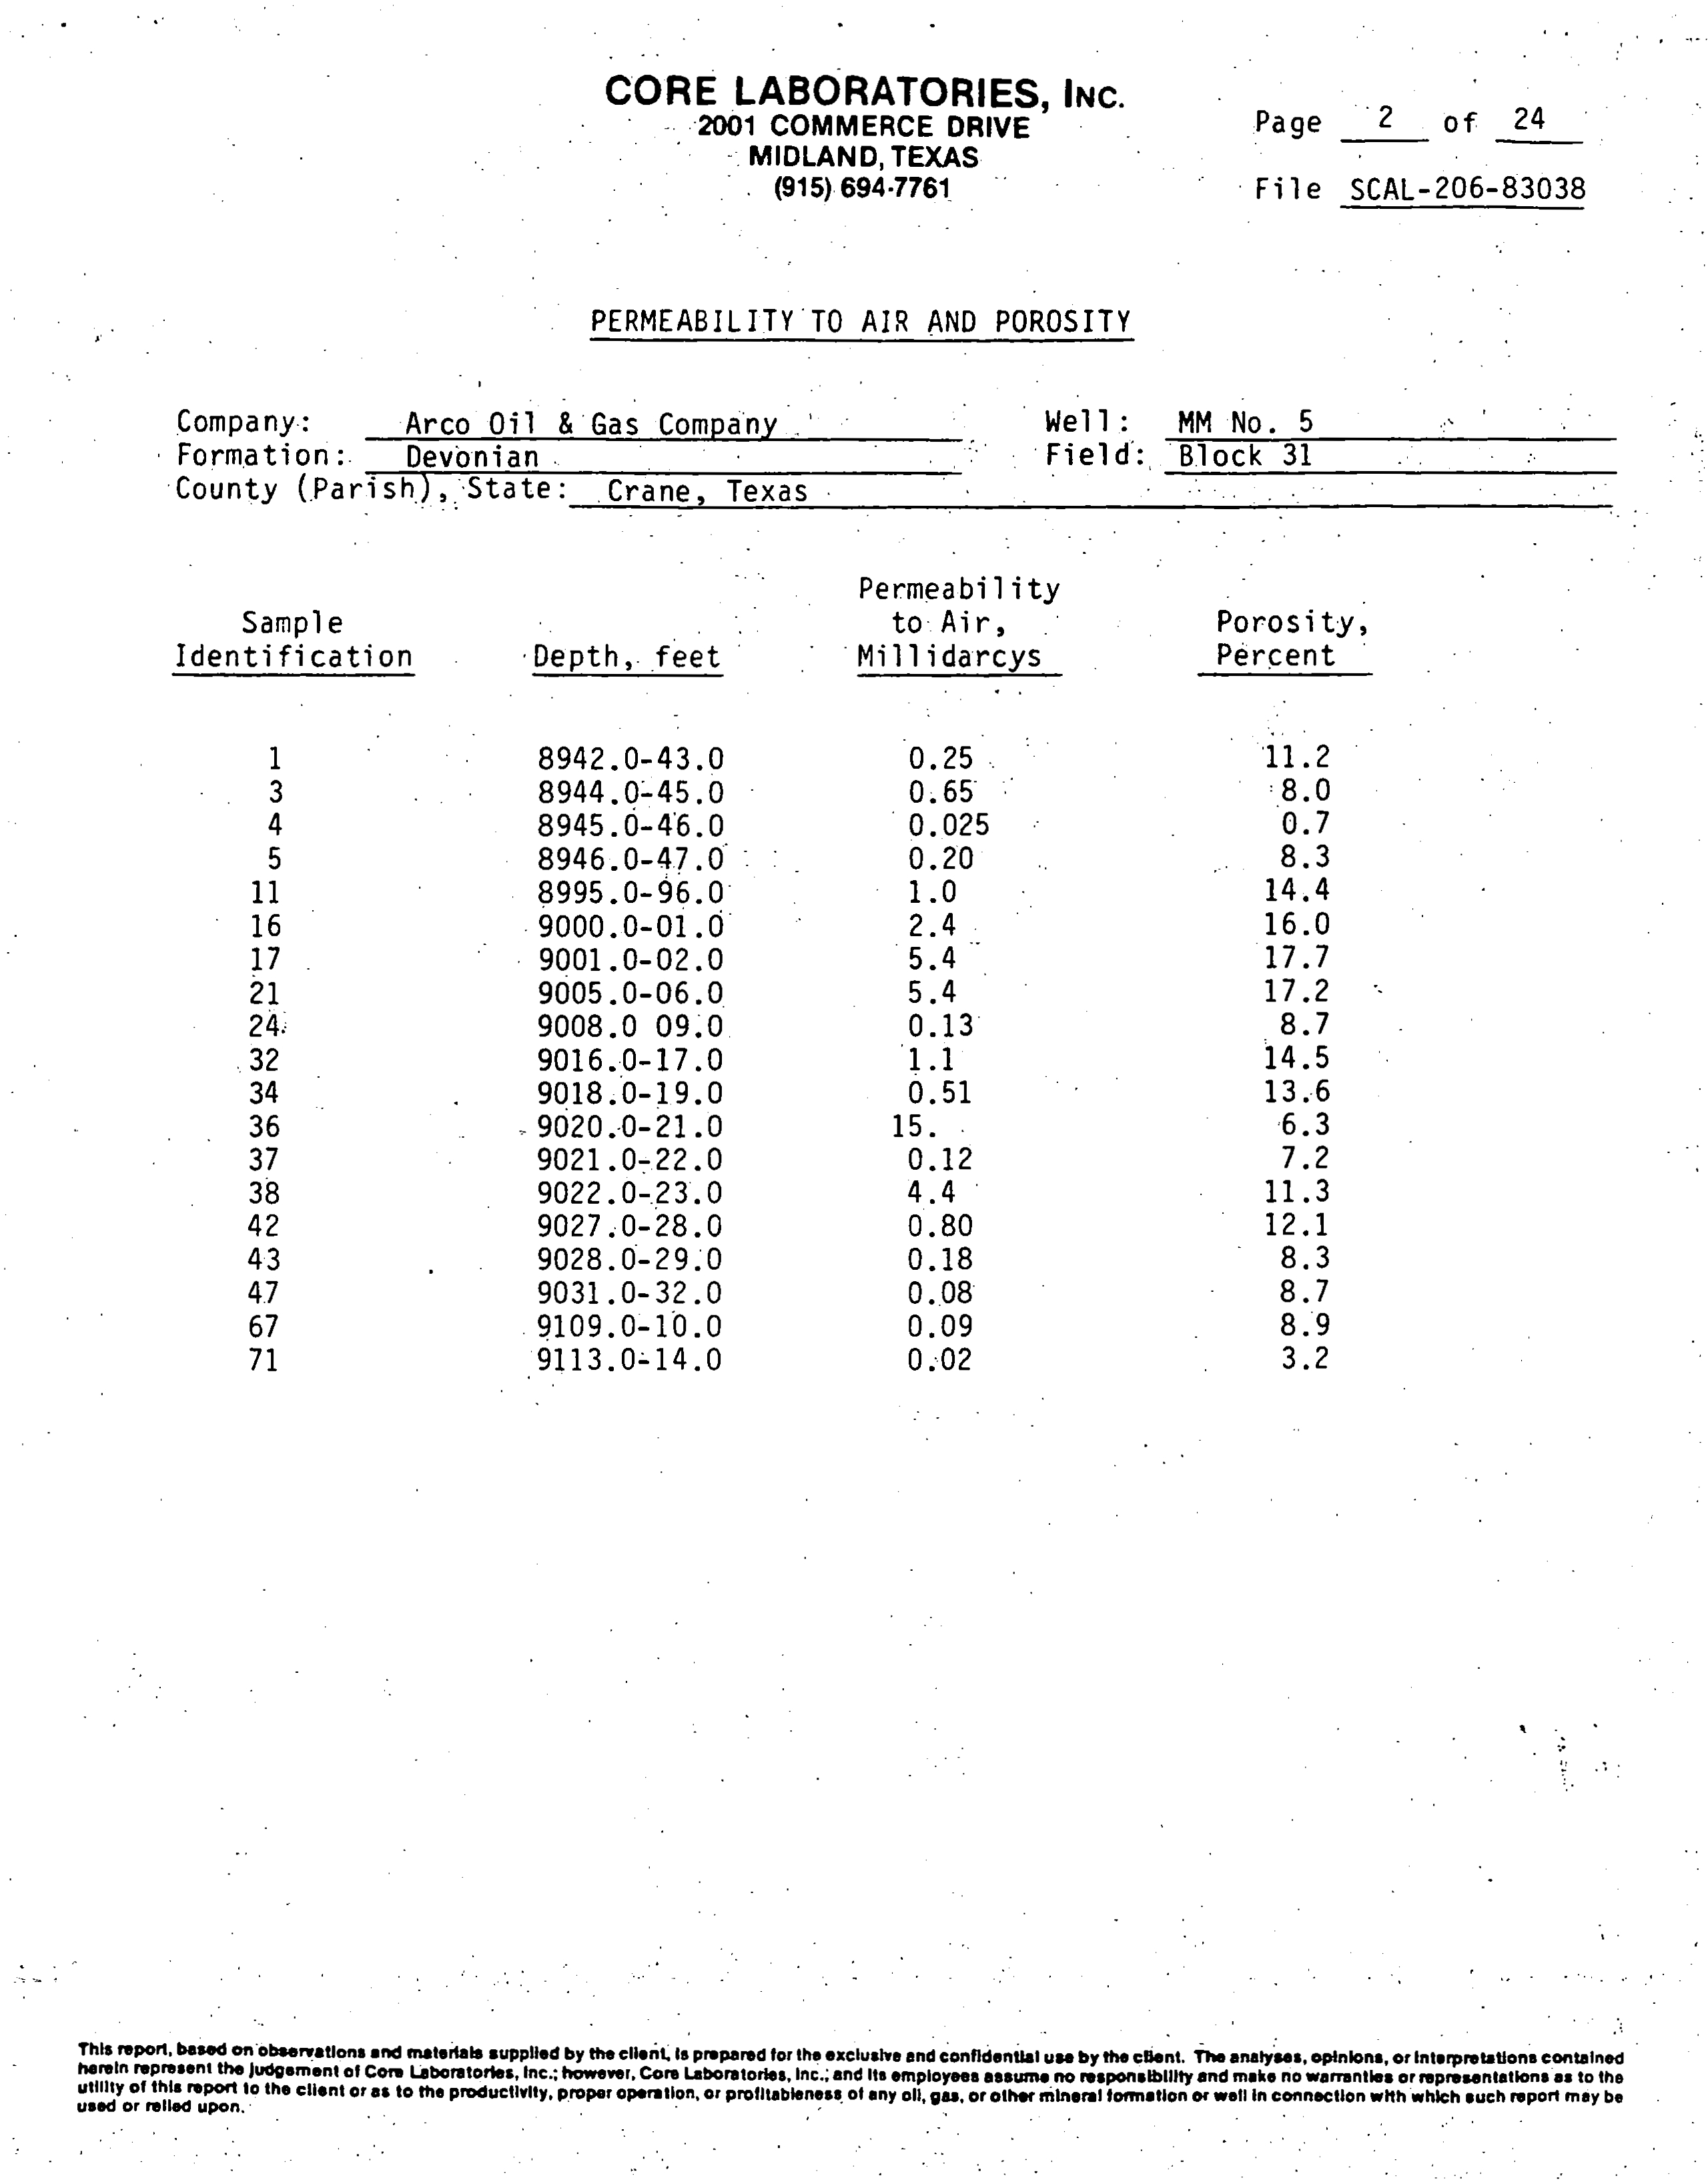 CORE LABORATORIES, INC.
2001 COMMERCE DRIVE
MIDLAND, TEXAS
(915) 694-7761
Page 2 of 24
File SCAL-206-83038
PERMEABILITY TO AIR AND POROSITY
Company: Arco Oil & Gas Company Well: MM No. 5
Formation: Devonian Field: Block 31
County (Parish), State: Crane, Texas
Permeability
Sample to Air, Porosity,
Identification Depth, feet Millidarcys Percent
1 8942.0-43.0 0.25 11.2
3 8944.0-45.0 0.65 8.0
4 8945.0-46.0 0.025 0.7
5 8946.0-47.0 0.20 8.3
11 8995.0-96.0 1.0 14.4
16 9000.0-01.0 2.4 16.0
17 9001.0-02.0 5.4 17.7
21 9005.0-06.0 5.4 17.2
24 9008.0 09.0 0.13 8.7
32 9016.0-17.0 1.1 14.5
34 9018.0-19.0 0.51 13.6
36 9020.0-21.0 15. 6.3
37 9021.0-22.0 0.12 7.2
38 9022.0-23.0 4.4 11.3
42 9027.0-28.0 0.80 12.1
43 9028.0-29.0 0.18 8.3
47 9031.0-32.0 0.08 8.7
67 9109.0-10.0 0.09 8.9
71 9113.0-14.0 0.02 3.2
This report, based on observations and materials supplied by the client, is prepared for the exclusive and confidential use by the client. The analyses, opinions, or interpretations contained
herein represent the judgement of Core Laboratories, Inc.; however, Core Laboratories, Inc.; and its employees assume no responsibility and make no warranties or representations as to the
utility of this report to the client or as to the productivity, proper operation, or profitableness of any oil, gas, or other mineral formation or well in connection with which such report may be
used or relied upon.